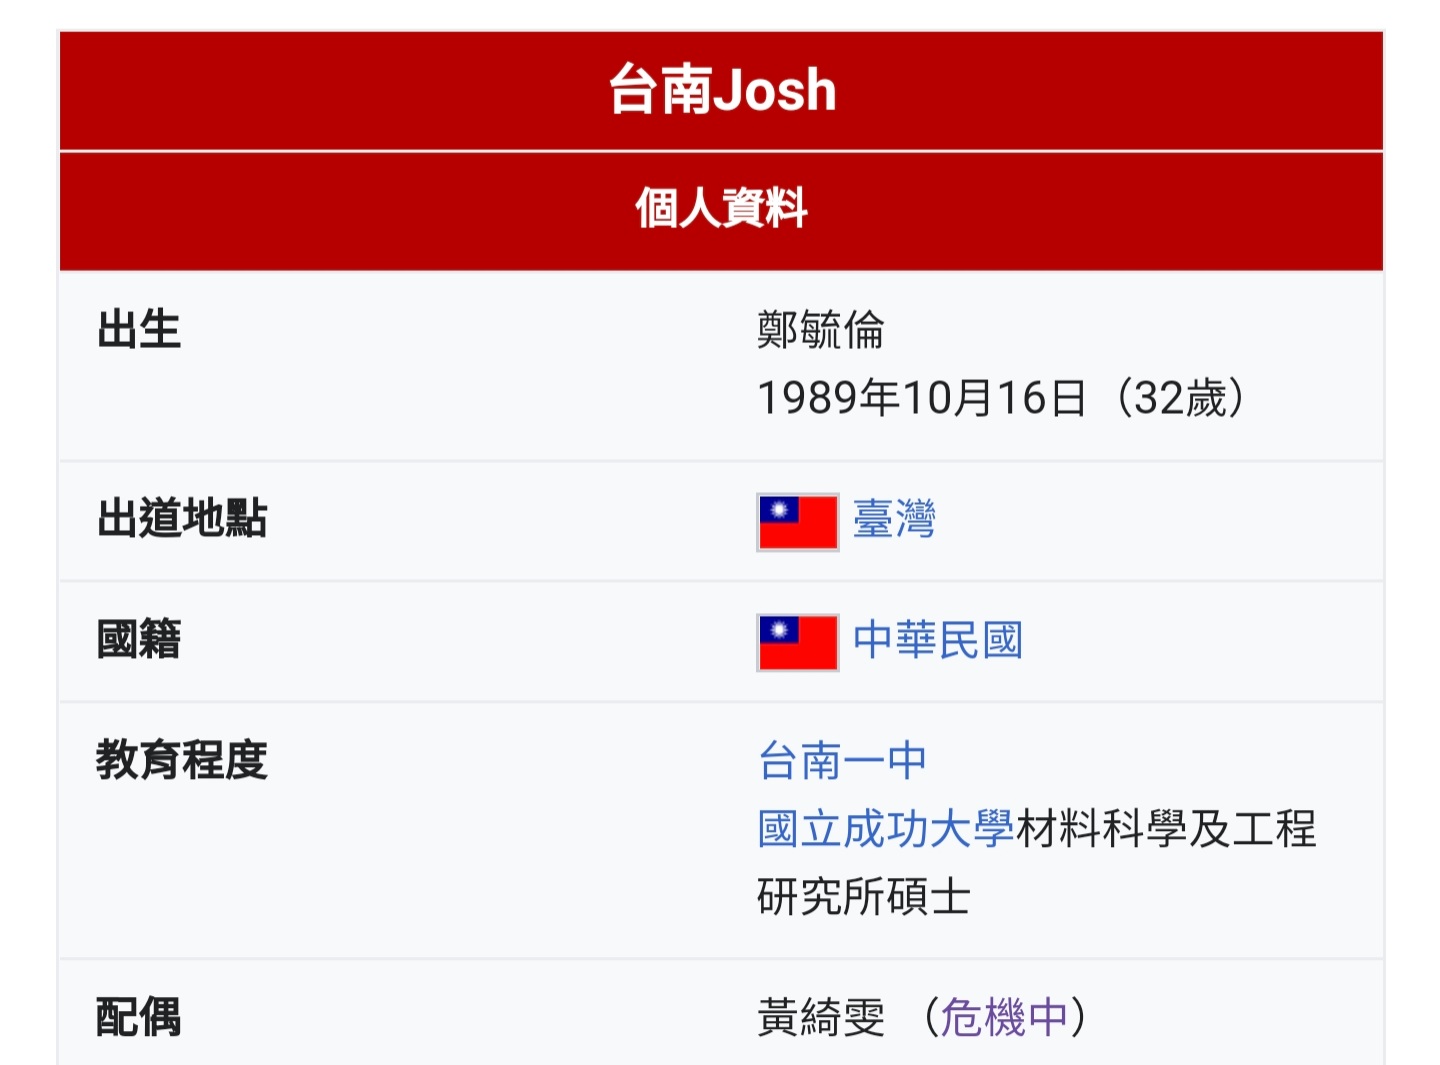 台南Josh
個人資料
出生
鄭毓倫
1989年10月16日（32歲）
出道地點
臺灣
國籍
中華民國
教育程度
台南一中
國立成功大學材料科學及工程
研究所碩士
配偶
黃綺雯 （危機中）